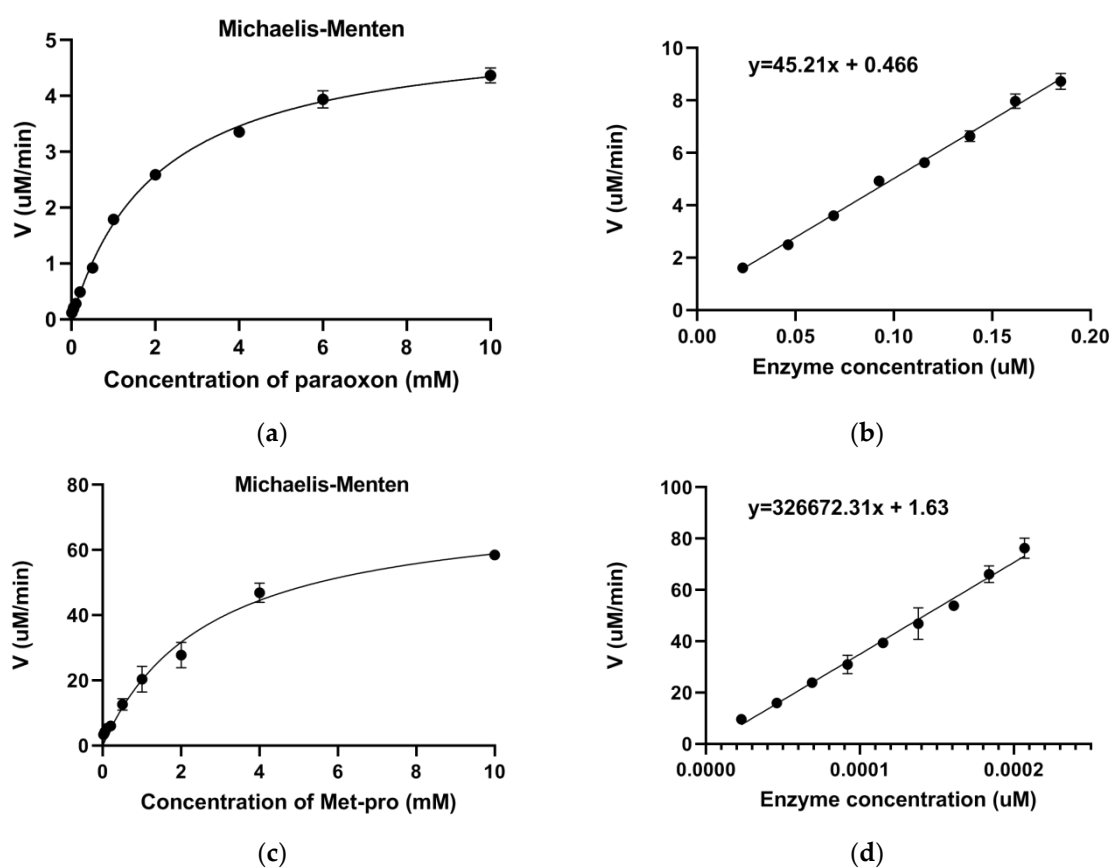 Michaelis-Menten
5
4
3
2
1
0
V (uM/min)
0 2 4 6 8 10
Concentration of paraoxon (mM)
(a)
y=45.21x + 0.466
10
8
6
4
2
0
V (uM/min)
0.00 0.05 0.10 0.15 0.20
Enzyme concentration (uM)
(b)
Michaelis-Menten
80
60
40
20
0
V (uM/min)
0 2 4 6 8 10
Concentration of Met-pro (mM)
(c)
y=326672.31x + 1.63
100
80
60
40
20
0
V (uM/min)
0.0000 0.0001 0.0002
Enzyme concentration (uM)
(d)